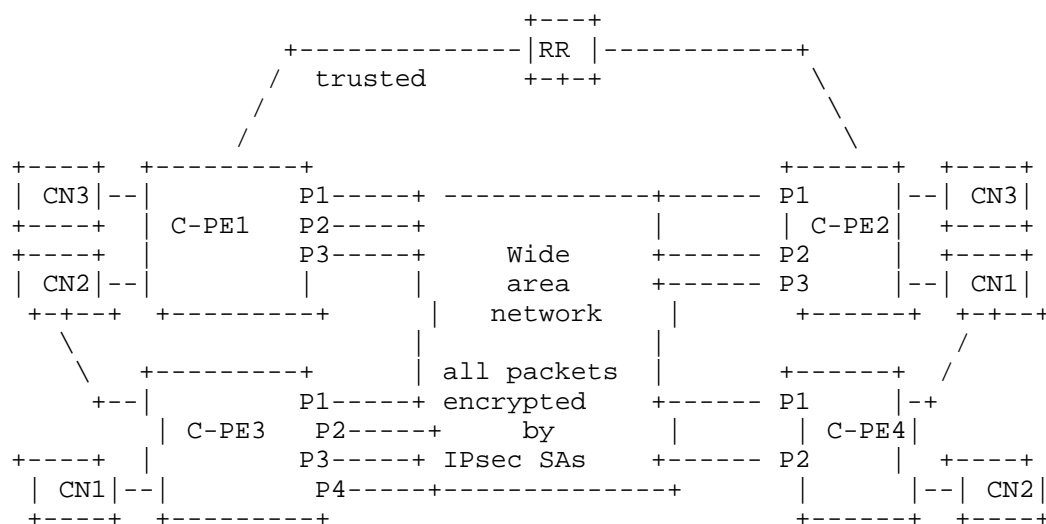 RR
trusted
CN3 P1 P1 CN3
C-PE1 P2 C-PE2
P3 Wide P2
CN2 area P3 CN1
network
all packets
P1 encrypted P1
C-PE3 P2 by C-PE4
P3 IPsec SAs P2
CN1 P4 CN2